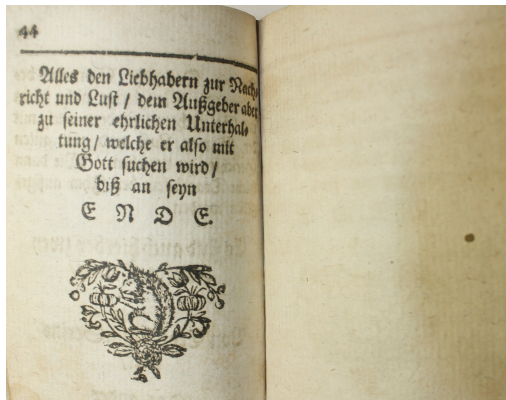 44
Alles den Liebhabern zur Nach-
richt und Lust / dem Außgeber aber
zu seiner ehrlichen Unterhal-
tung / welche er also mit
Gott suchen wird /
biß an seyn
E N D E.